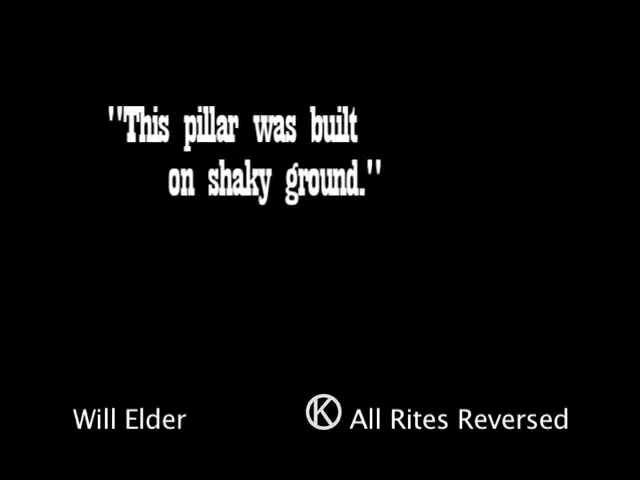 "This pillar was built
on shaky ground."
Will Elder
Ⓚ All Rites Reversed